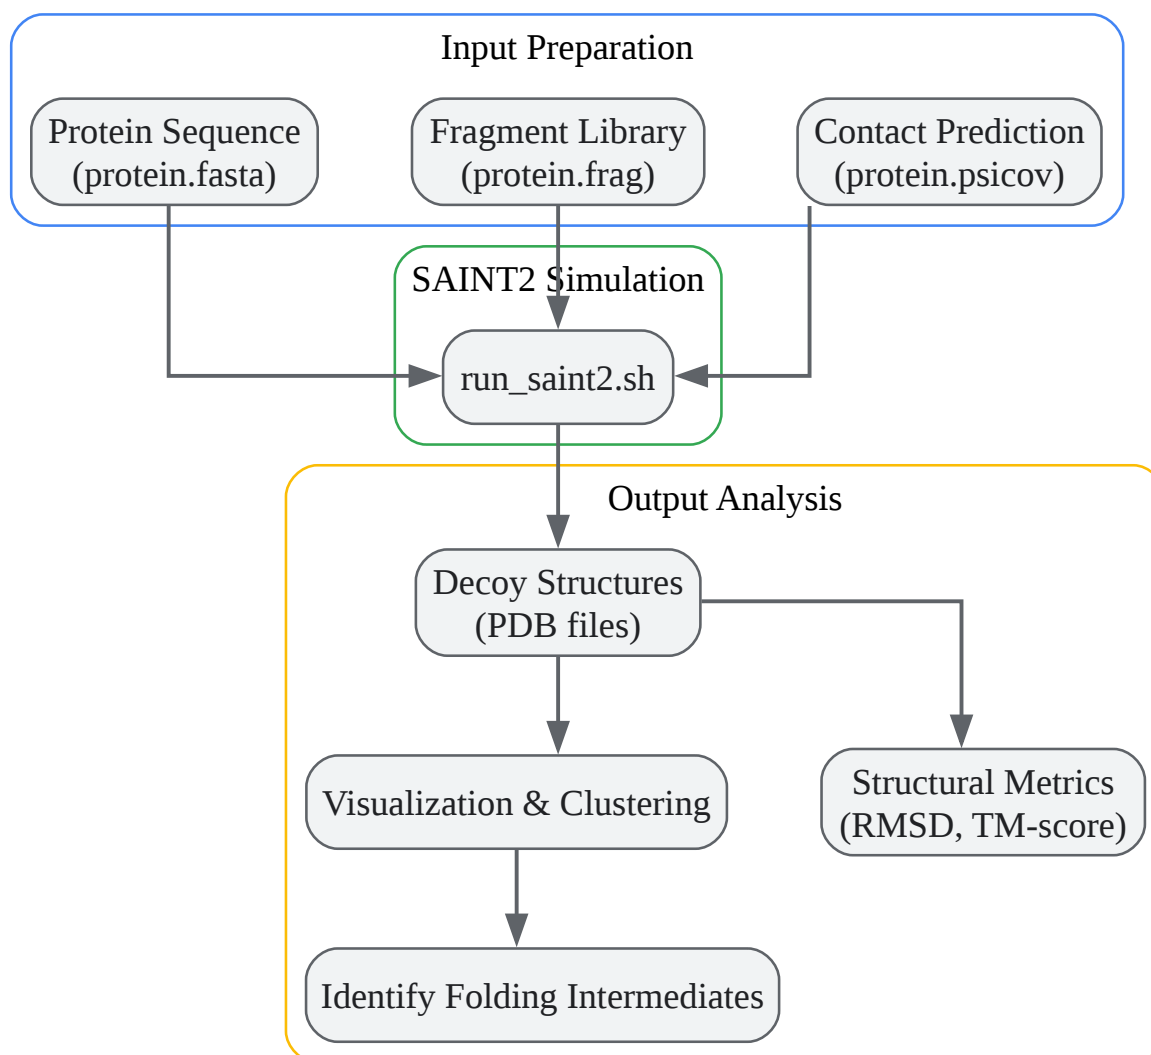 Input Preparation
Protein Sequence
(protein.fasta)
Fragment Library
(protein.frag)
Contact Prediction
(protein.psicov)
SAINT2 Simulation
run_saint2.sh
Output Analysis
Decoy Structures
(PDB files)
Visualization & Clustering
Structural Metrics
(RMSD, TM-score)
Identify Folding Intermediates